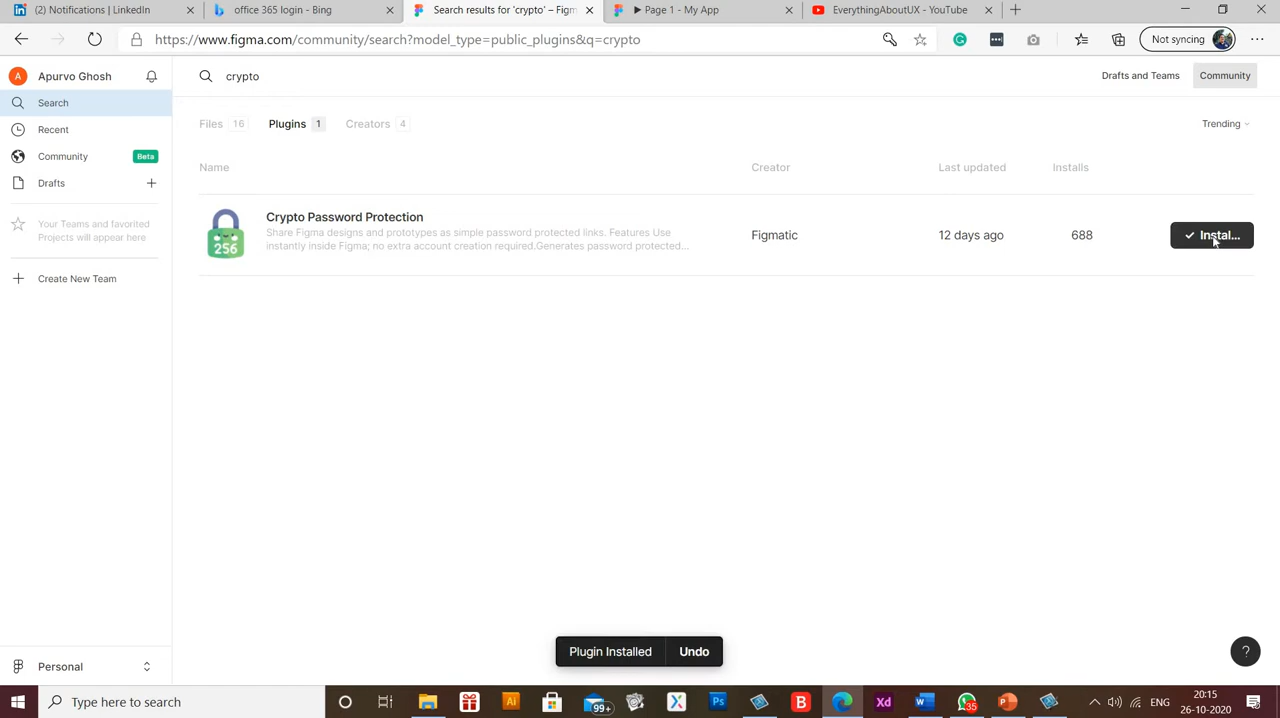 (2) Notifications | LinkedIn
office 365 login - Bing
Search results for 'crypto' – Figm
Page 1 - My App
EverythingAboutUX - YouTube
https://www.figma.com/community/search?model_type=public_plugins&q=crypto
Not syncing
A Apurvo Ghosh
crypto
Drafts and Teams
Community
Search
Recent
Community Beta
Drafts
Your Teams and favorited
Projects will appear here
Create New Team
Files 16
Plugins 1
Creators 4
Trending
Name
Creator
Last updated
Installs
256
Crypto Password Protection
Share Figma designs and prototypes as simple password protected links. Features Use
instantly inside Figma; no extra account creation required.Generates password protected...
Figmatic
12 days ago
688
Instal...
Plugin Installed
Undo
?
Personal
Type here to search
Ai
99+
X
Ps
B
Xd
W
35
P
ENG
20:15
26-10-2020